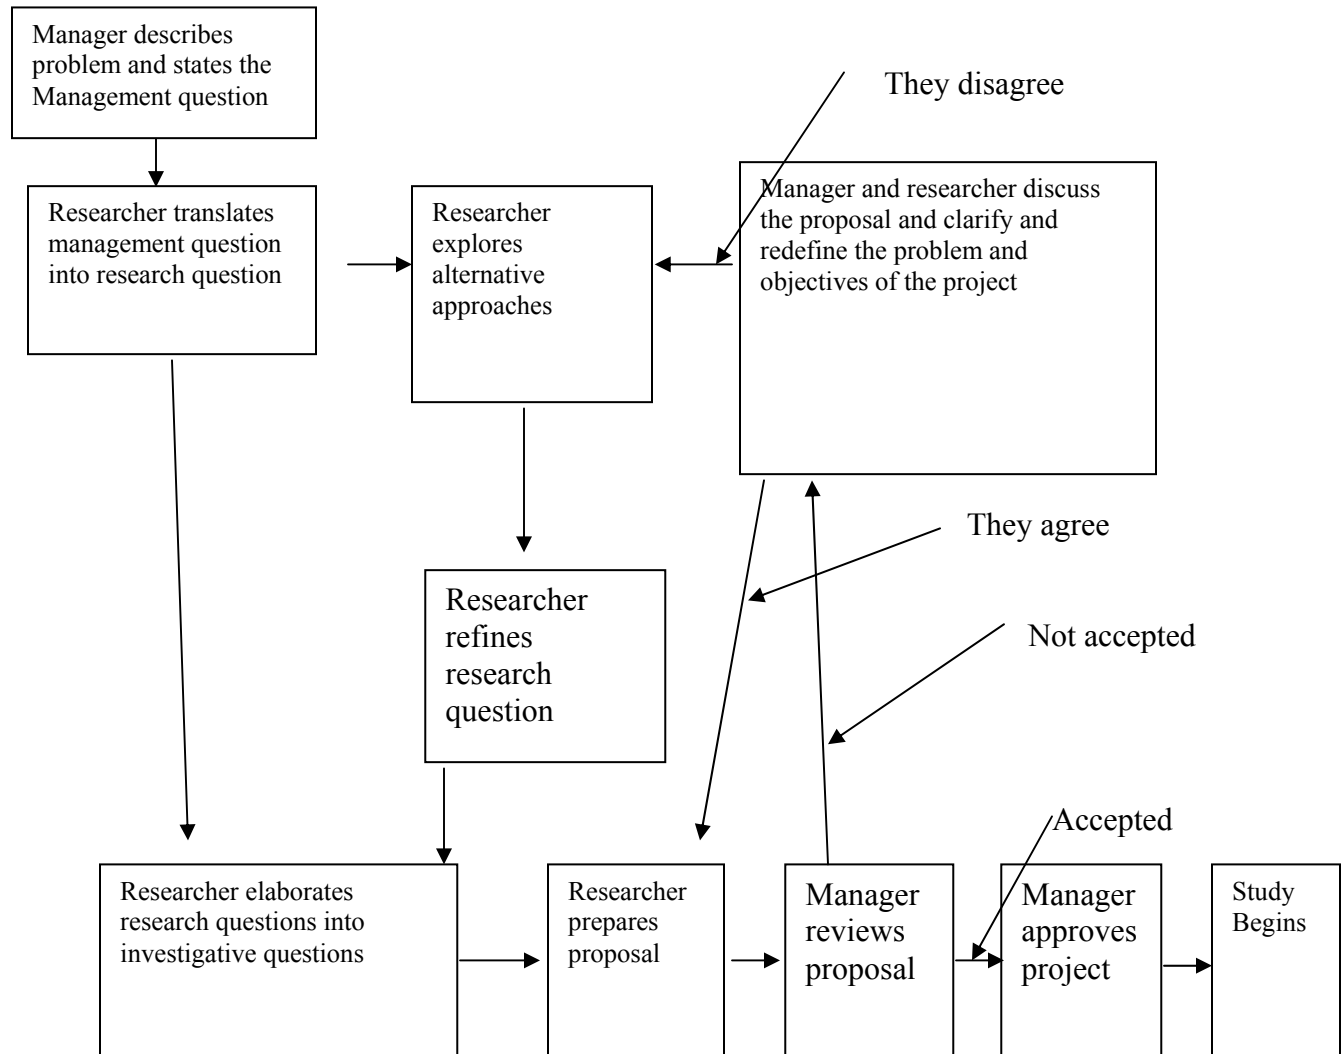 Manager describes
problem and states the
Management question
They disagree
Researcher translates
management question
into research question
Researcher
explores
alternative
approaches
Manager and researcher discuss
the proposal and clarify and
redefine the problem and
objectives of the project
They agree
Researcher
refines
research
question
Not accepted
Accepted
Researcher elaborates
research questions into
investigative questions
Researcher
prepares
proposal
Manager
reviews
proposal
Manager
approves
project
Study
Begins